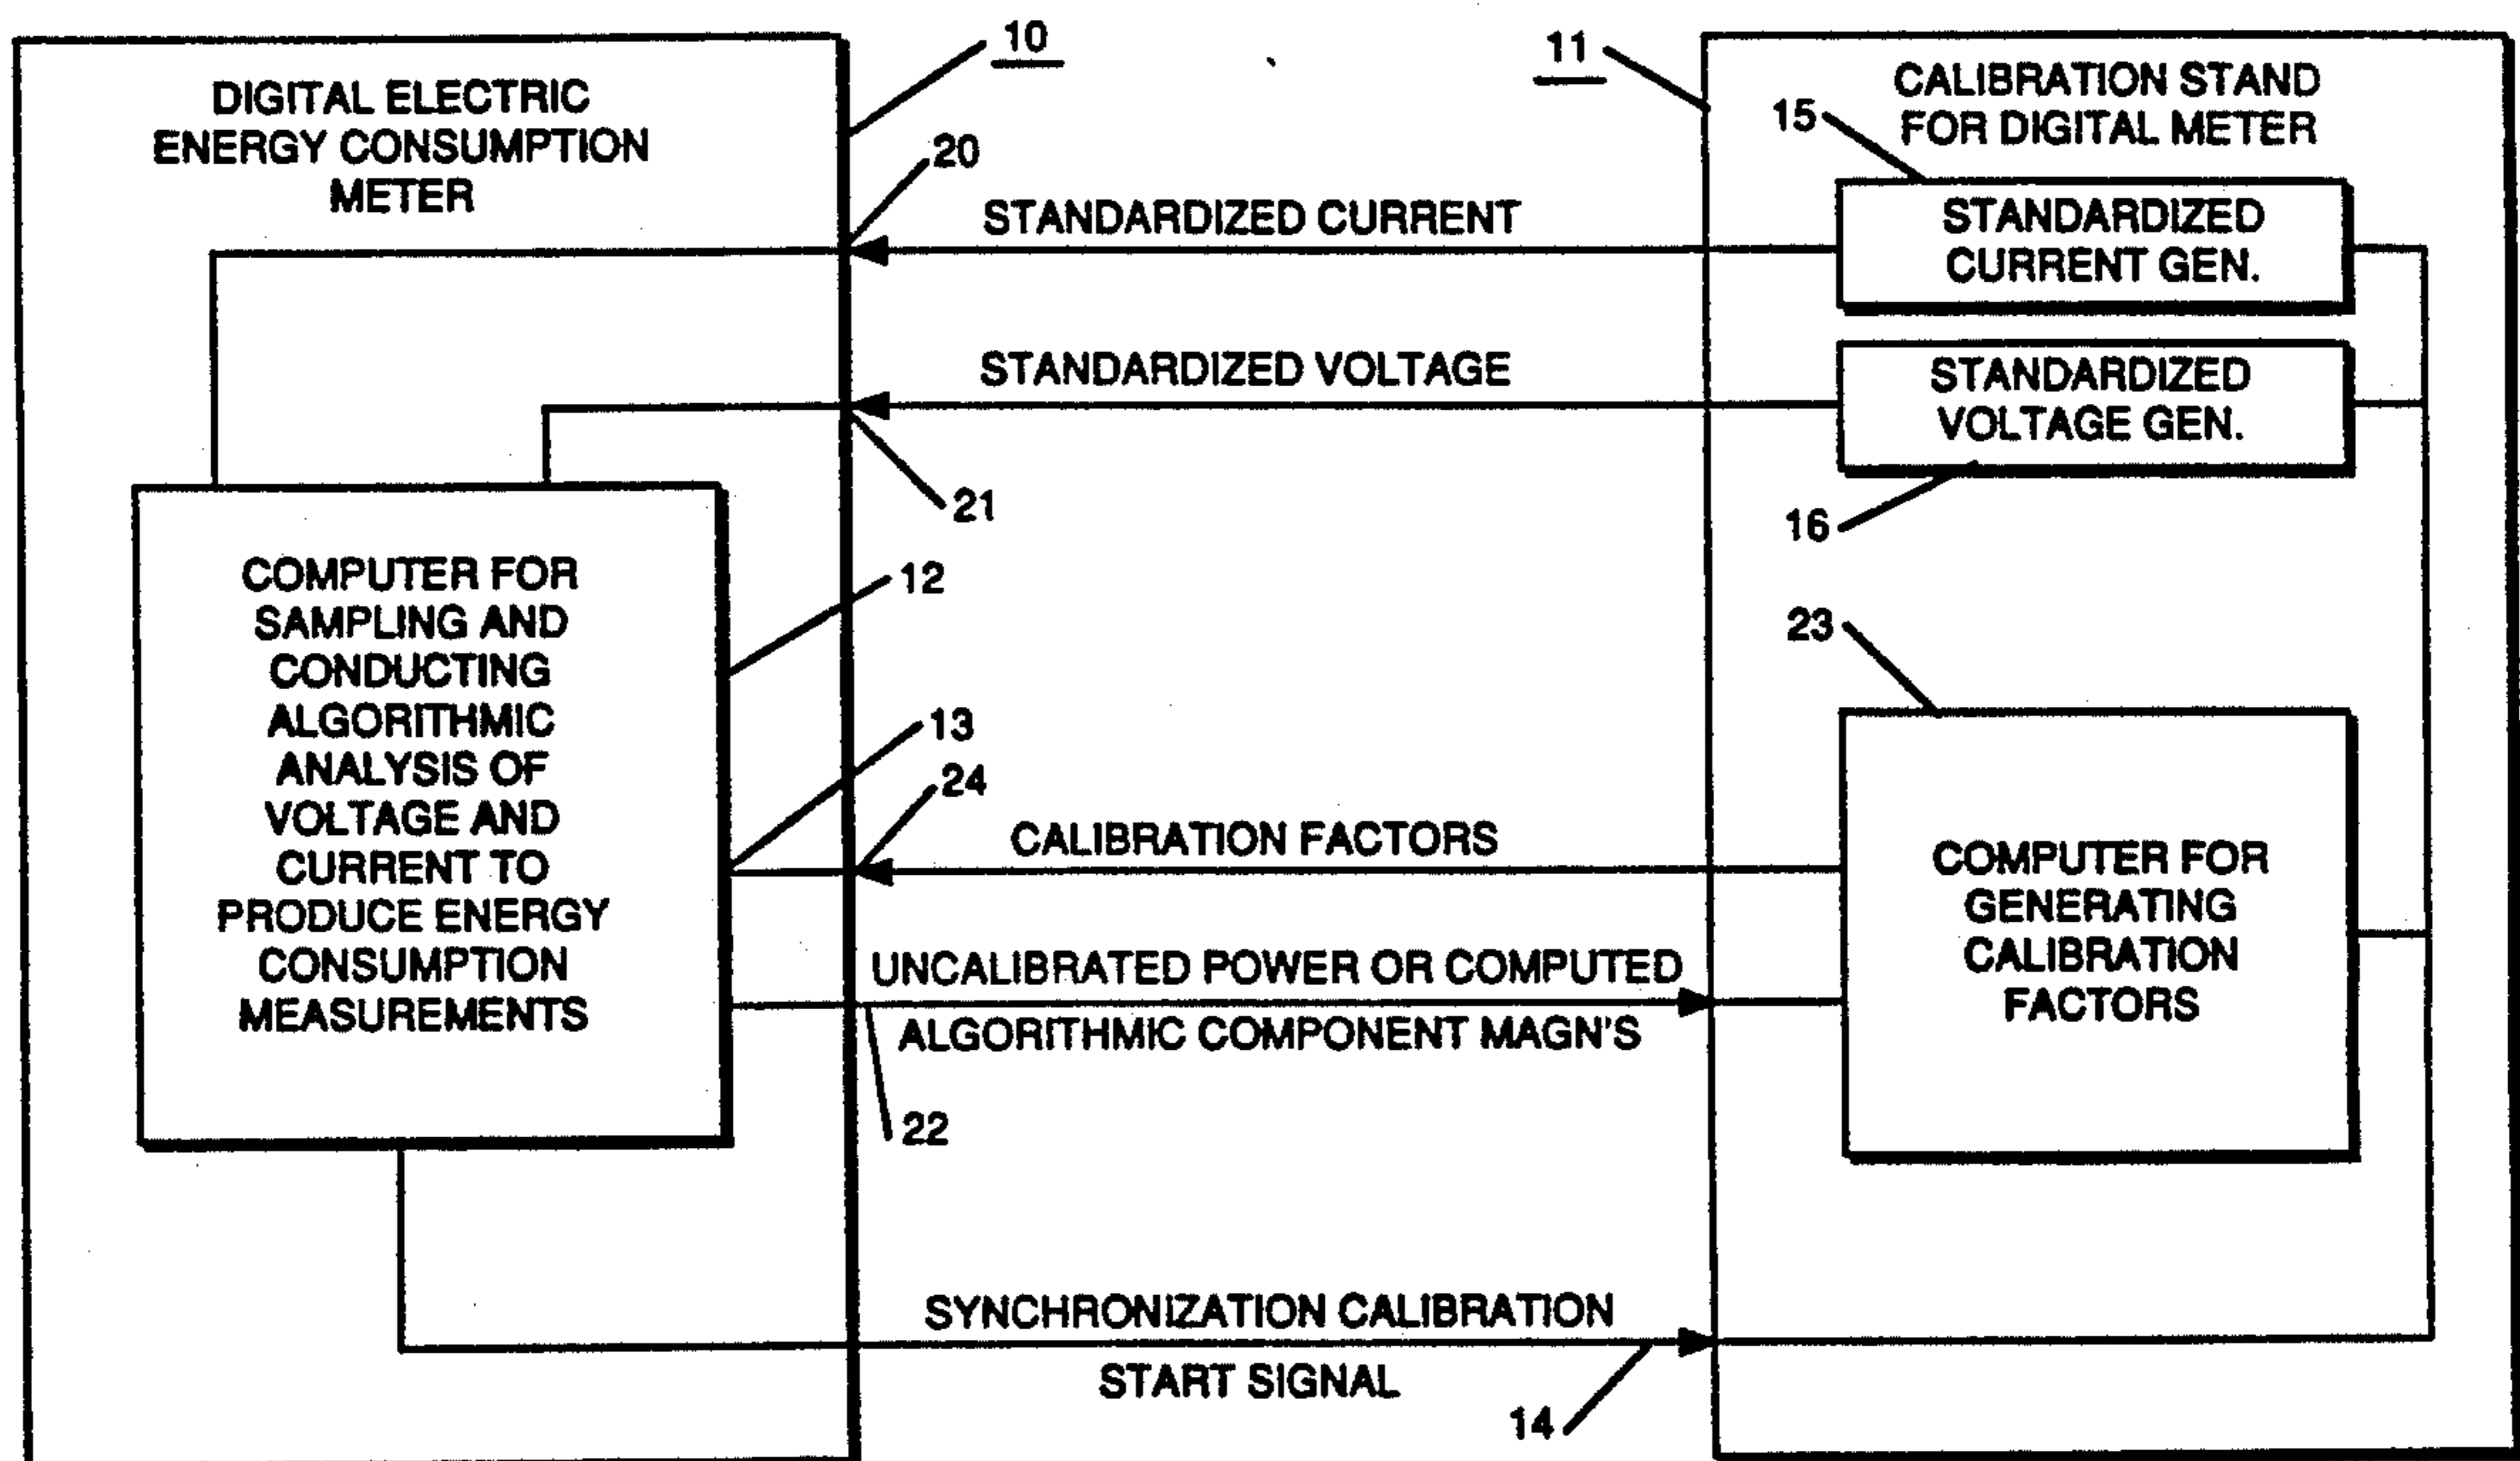 DIGITAL ELECTRIC
ENERGY CONSUMPTION
METER
10
20
STANDARDIZED CURRENT
STANDARDIZED VOLTAGE
21
COMPUTER FOR
SAMPLING AND
CONDUCTING
ALGORITHMIC
ANALYSIS OF
VOLTAGE AND
CURRENT TO
PRODUCE ENERGY
CONSUMPTION
MEASUREMENTS
12
13
24
CALIBRATION FACTORS
UNCALIBRATED POWER OR COMPUTED
ALGORITHMIC COMPONENT MAGN'S
22
SYNCHRONIZATION CALIBRATION
START SIGNAL
14
11
CALIBRATION STAND
FOR DIGITAL METER
15
STANDARDIZED
CURRENT GEN.
STANDARDIZED
VOLTAGE GEN.
16
23
COMPUTER FOR
GENERATING
CALIBRATION
FACTORS